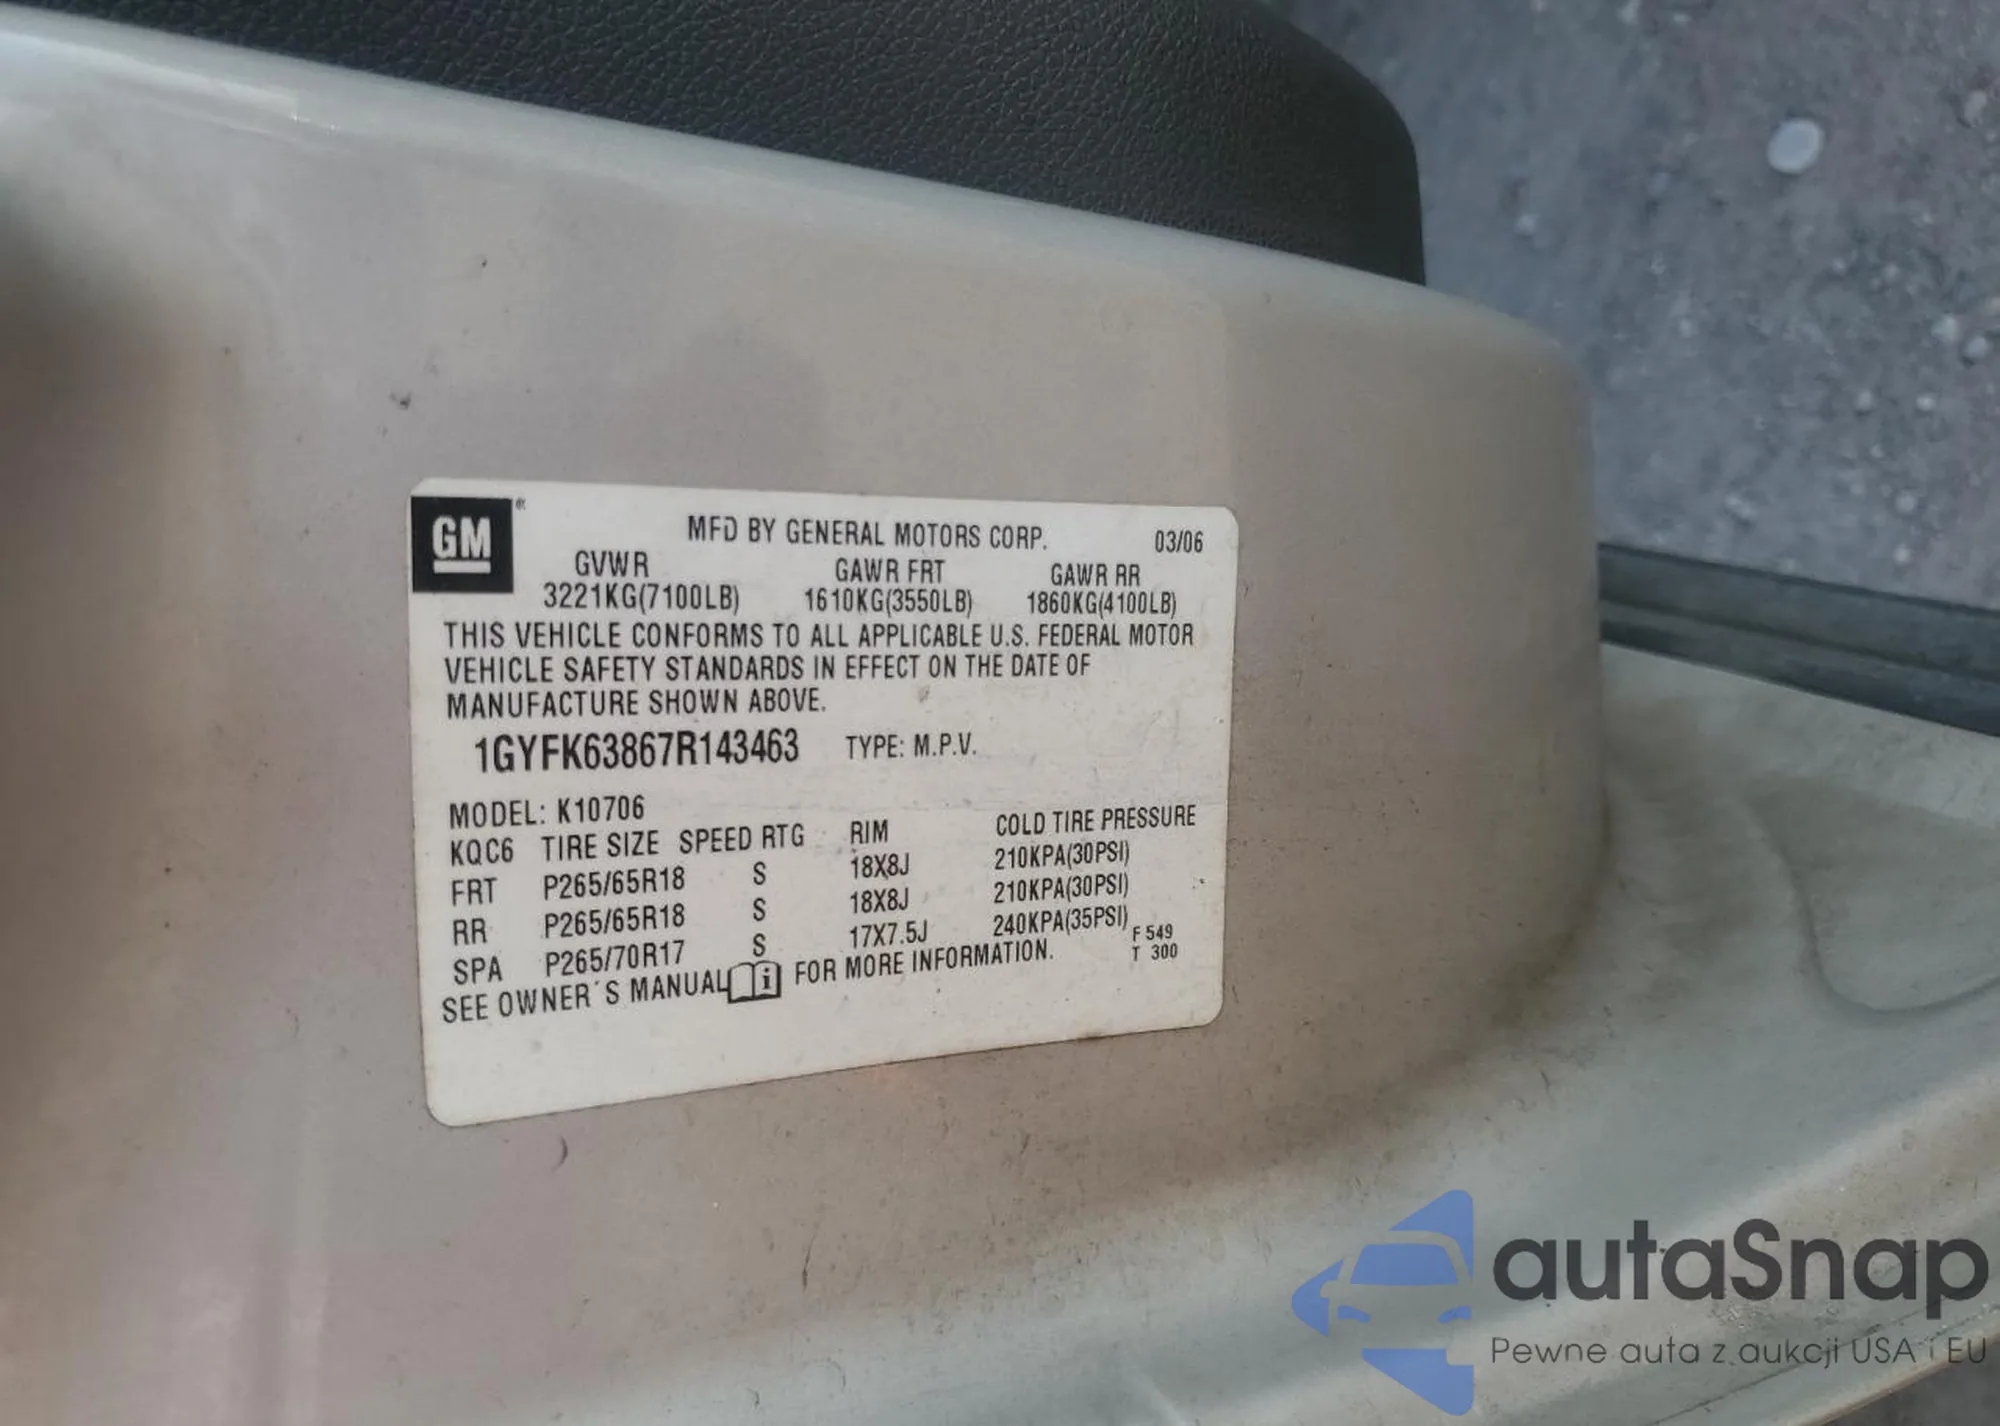 GM ®
MFD BY GENERAL MOTORS CORP. 03/06
GVWR GAWR FRT GAWR RR
3221KG(7100LB) 1610KG(3550LB) 1860KG(4100LB)
THIS VEHICLE CONFORMS TO ALL APPLICABLE U.S. FEDERAL MOTOR
VEHICLE SAFETY STANDARDS IN EFFECT ON THE DATE OF
MANUFACTURE SHOWN ABOVE.
1GYFK63867R143463 TYPE: M.P.V.
MODEL: K10706
KQC6 TIRE SIZE SPEED RTG RIM COLD TIRE PRESSURE
FRT P265/65R18 S 18X8J 210KPA(30PSI)
RR P265/65R18 S 18X8J 210KPA(30PSI)
SPA P265/70R17 S 17X7.5J 240KPA(35PSI)
SEE OWNER'S MANUAL i FOR MORE INFORMATION.
F 549
T 300
autaSnap
Pewne auta z aukcji USA i EU